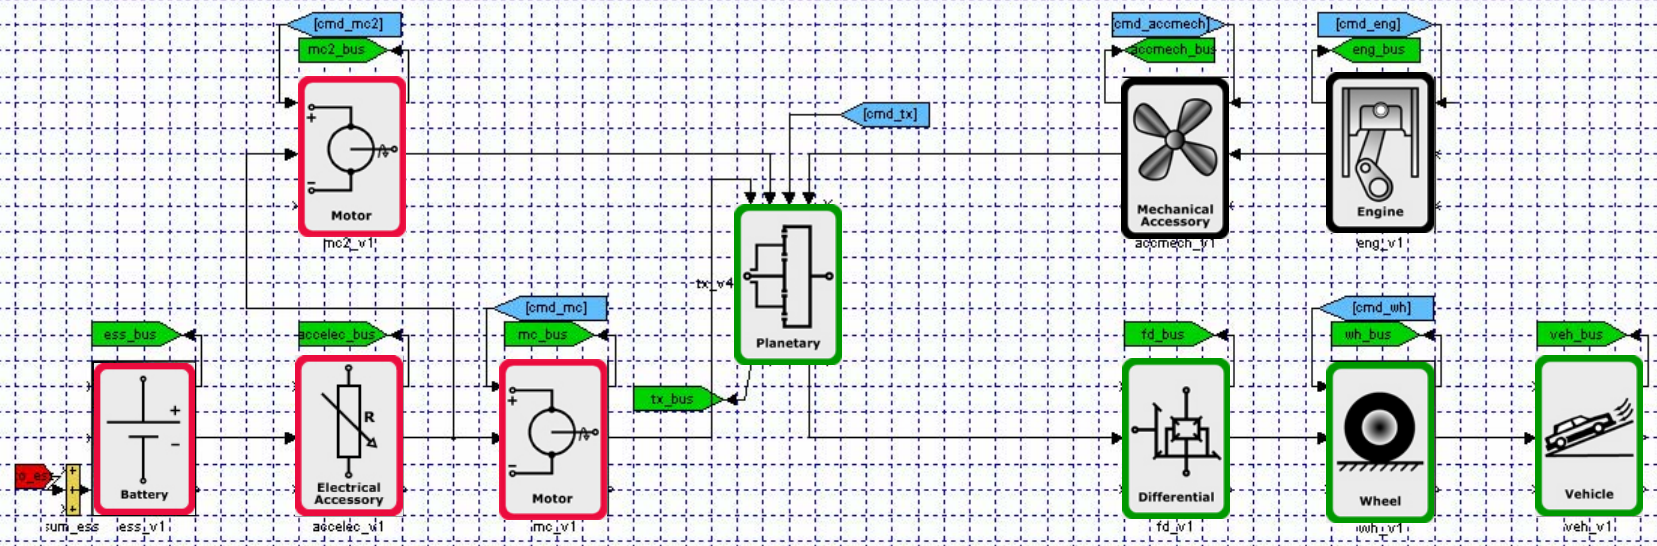 [cmd_mc2]
mc2_bus
+
−
Motor
mc2_v1
[cmd_accmech]
accmech_bus
Mechanical
Accessory
accmech_v1
[cmd_eng]
eng_bus
Engine
eng_v1
[cmd_tx]
tx_v4
Planetary
tx_bus
ess_bus
+
−
Battery
sum_ess
ess_v1
+
+
+
accelec_bus
R
Electrical
Accessory
accelec_v1
[cmd_mc]
mc_bus
+
−
Motor
mc_v1
fd_bus
Differential
fd_v1
[cmd_wh]
wh_bus
Wheel
wh_v1
veh_bus
Vehicle
veh_v1